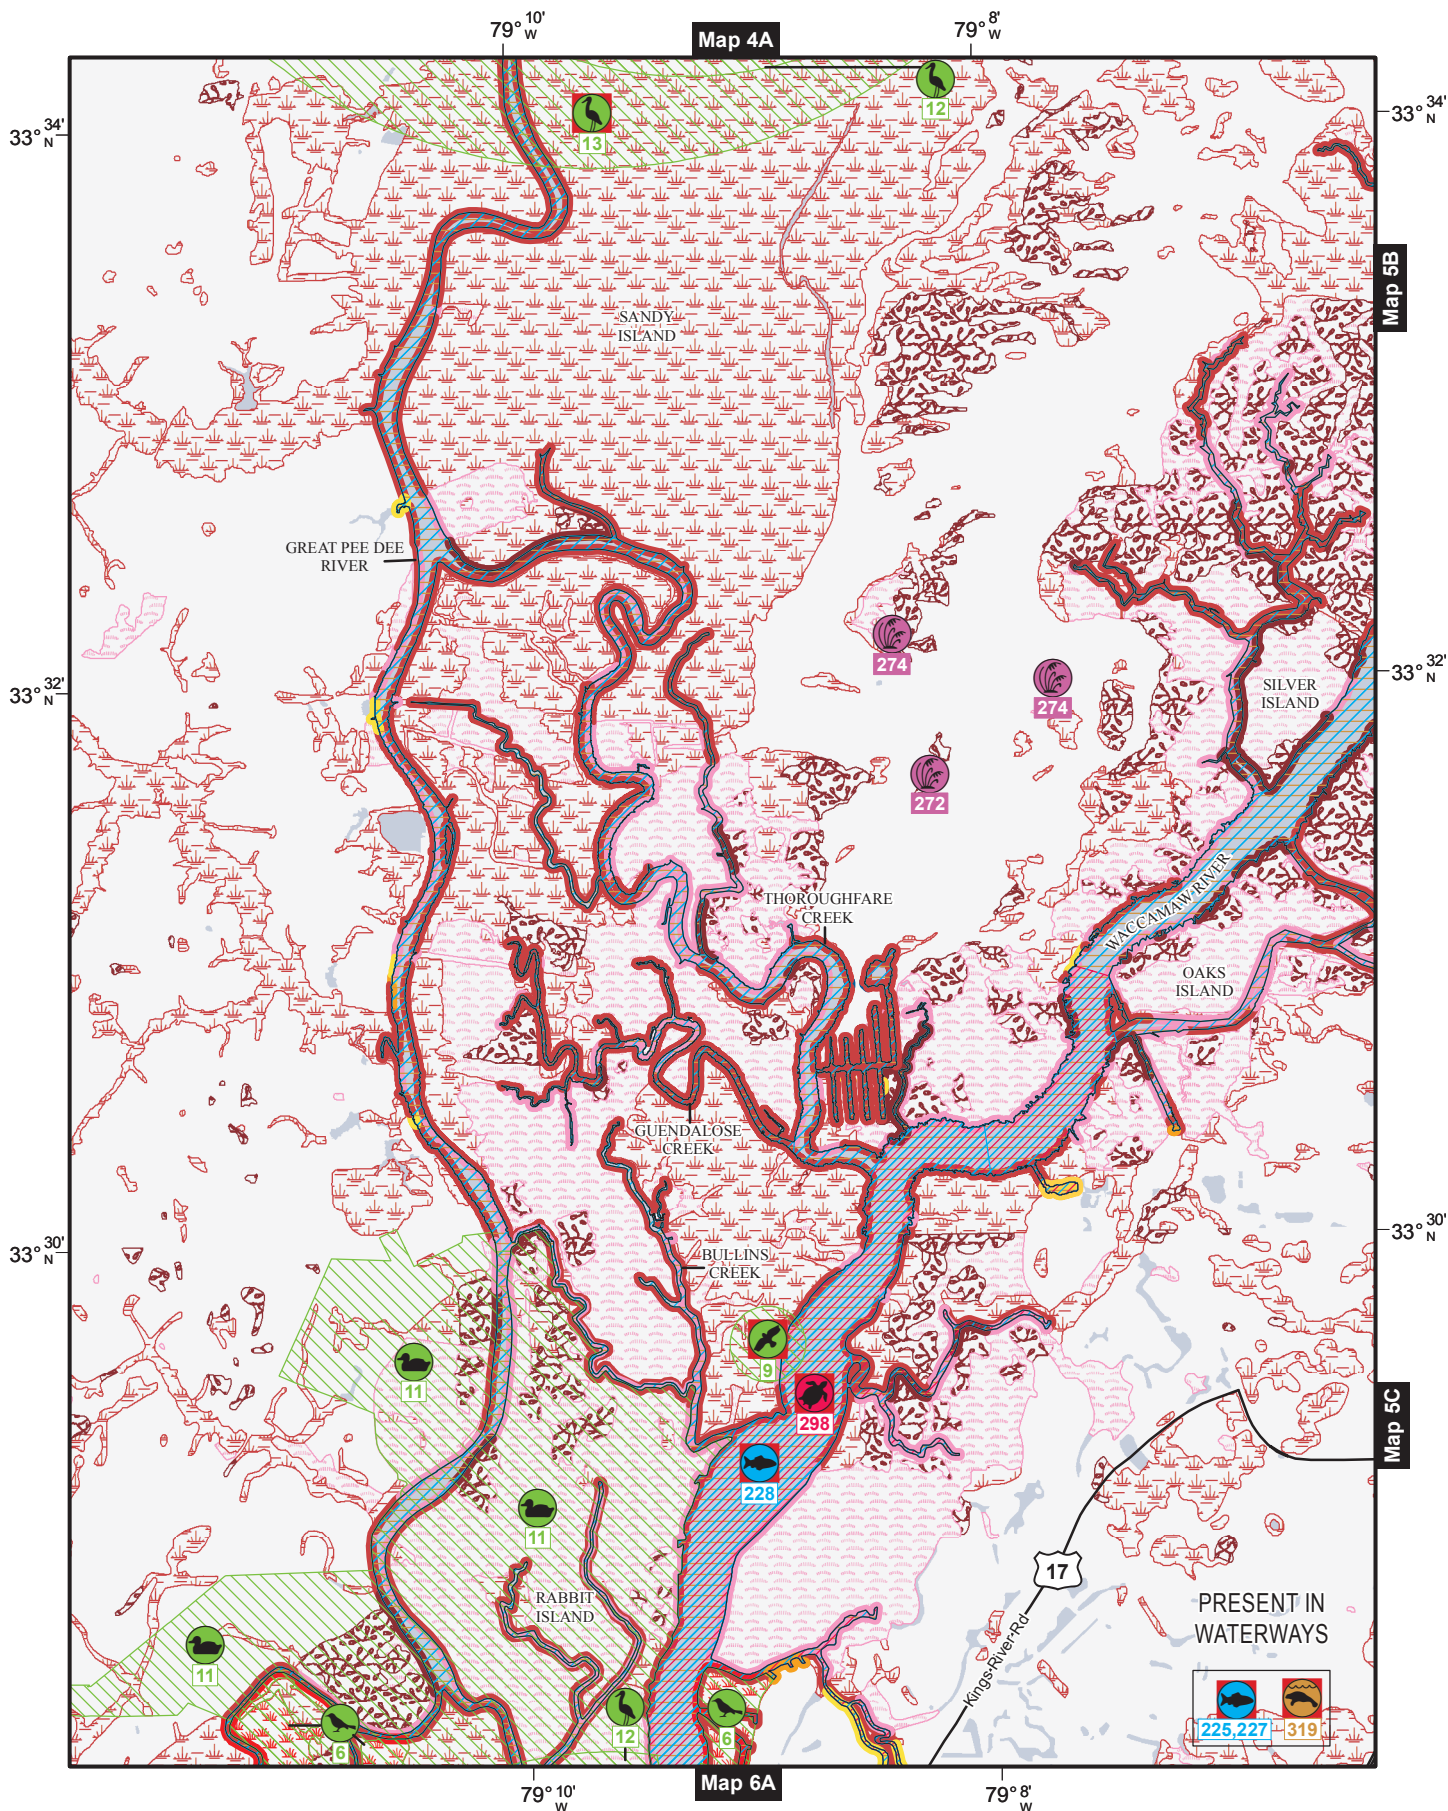 79° 10' W
Map 4A
79° 8' W
33° 34' N
33° 34' N
12
13
Map 5B
SANDY
ISLAND
GREAT PEE DEE
RIVER
274
33° 32' N
33° 32' N
274
SILVER
ISLAND
272
WACCAMAW RIVER
THOROUGHFARE
CREEK
OAKS
ISLAND
GUENDALOSE
CREEK
33° 30' N
33° 30' N
BULLINS
CREEK
9
11
298
Map 5C
228
11
17
RABBIT
ISLAND
PRESENT IN
WATERWAYS
11
Kings River Rd
225,227
319
12
6
6
79° 10' W
Map 6A
79° 8' W